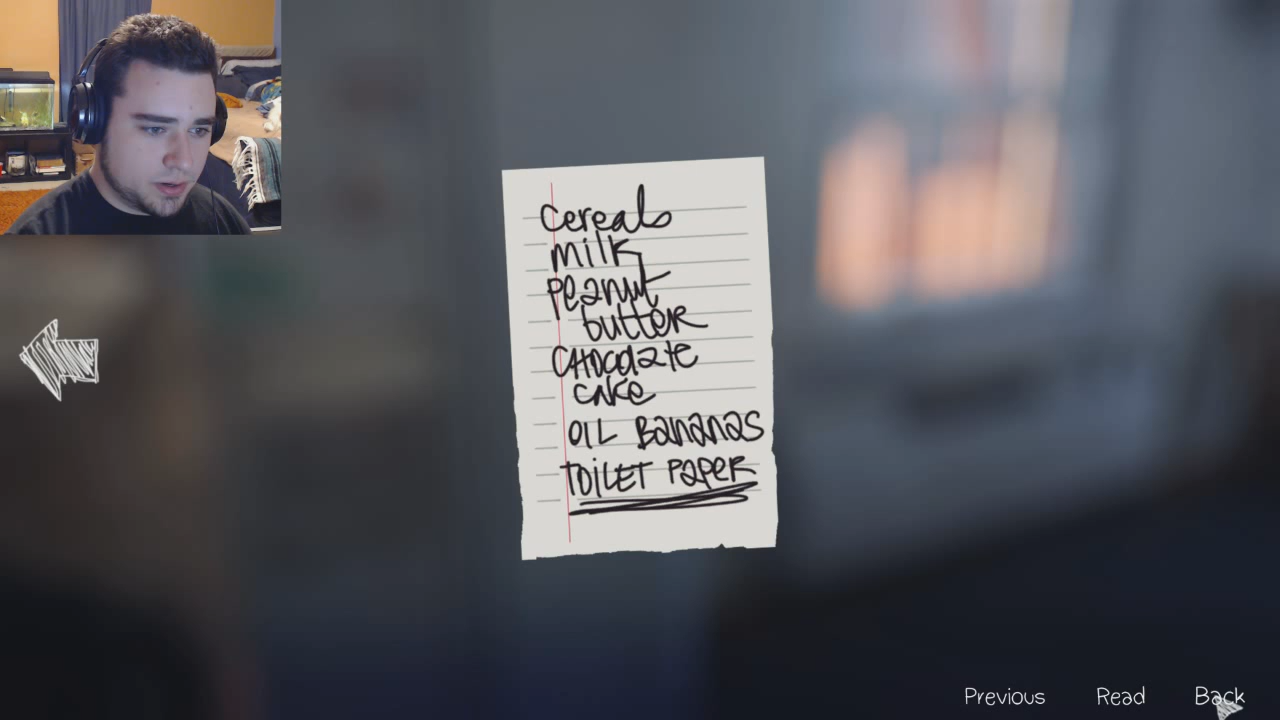 cereals
milk
peanut
butter
CHOCOlate
cake
OIL Bananas
TOiLET PaPER
Previous
Read
Back